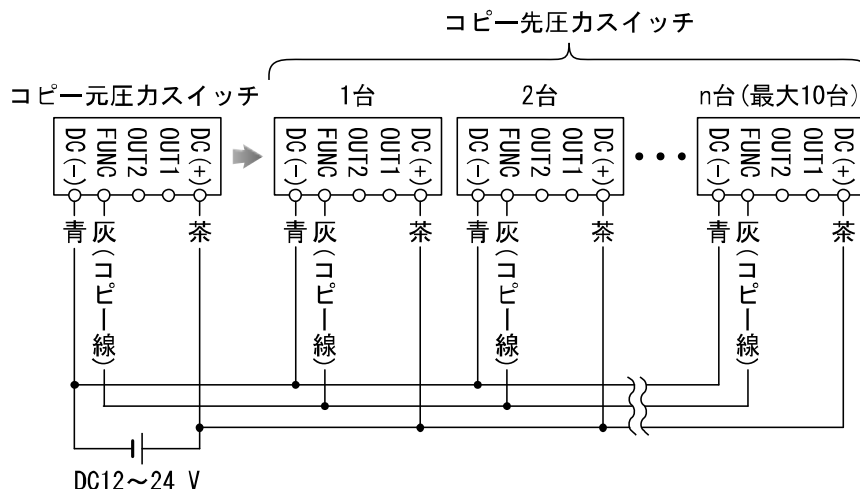 コピー先圧力スイッチ
コピー元圧力スイッチ
1台
2台
n台(最大10台)
DC(-)
FUNC
OUT2
OUT1
DC(+)
DC(-)
FUNC
OUT2
OUT1
DC(+)
DC(-)
FUNC
OUT2
OUT1
DC(+)
•••
DC(-)
FUNC
OUT2
OUT1
DC(+)
青
灰(コピー線)
茶
青
灰(コピー線)
茶
青
灰(コピー線)
茶
青
灰(コピー線)
茶
DC12～24 V